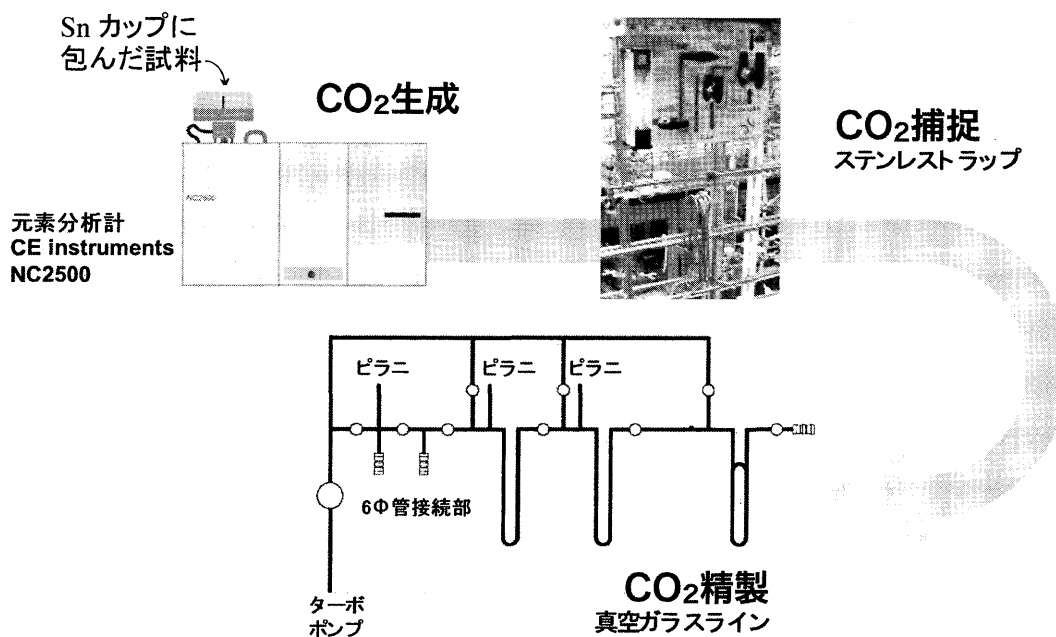 Sn カップに
包んだ試料
CO₂生成
CO₂捕捉
ステンレストラップ
NC2500
元素分析計
CE instruments
NC2500
ピラニ
ピラニ
ピラニ
6Φ管接続部
CO₂精製
真空ガラスライン
ターボ
ポンプ